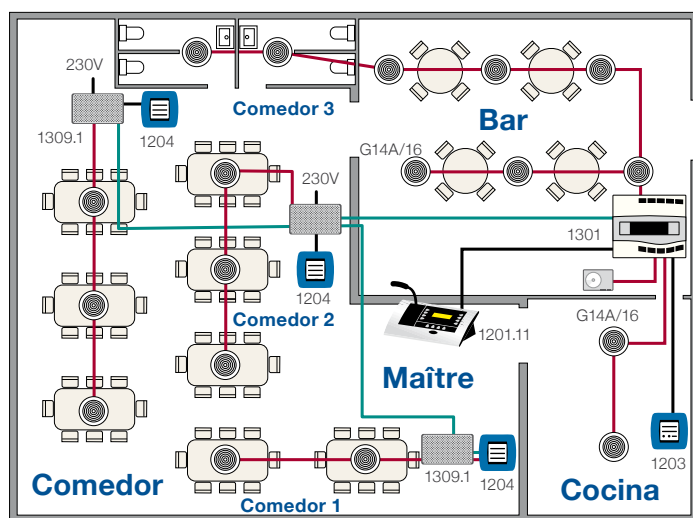 230V
1309.1
1204
Comedor 3
Bar
G14A/16
230V
1301
1204
Comedor 2
G14A/16
1201.11
Maître
1309.1
1204
1203
Comedor
Comedor 1
Cocina